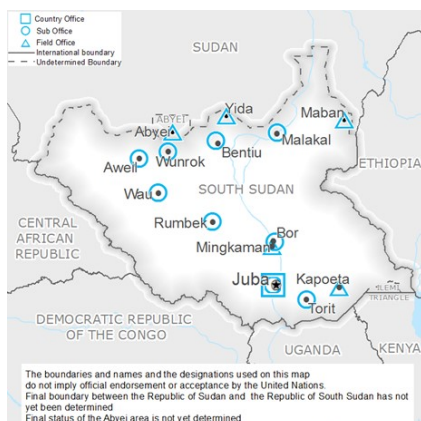 Country Office
Sub Office
Field Office
International boundary
Undetermined Boundary
SUDAN
ABYEI
Abyei
Yida
Maban
Aweil
Wunrok
Bentiu
Malakal
ETHIOPIA
Wau
SOUTH SUDAN
CENTRAL
AFRICAN
REPUBLIC
Rumbek
Bor
Mingkaman
Juba
Kapoeta
ILEMI
TRIANGLE
Torit
DEMOCRATIC REPUBLIC
OF THE CONGO
UGANDA
KENYA
The boundaries and names and the designations used on this map
do not imply official endorsement or acceptance by the United Nations.
Final boundary between the Republic of Sudan and the Republic of South Sudan has not
yet been determined
Final status of the Abyei area is not yet determined